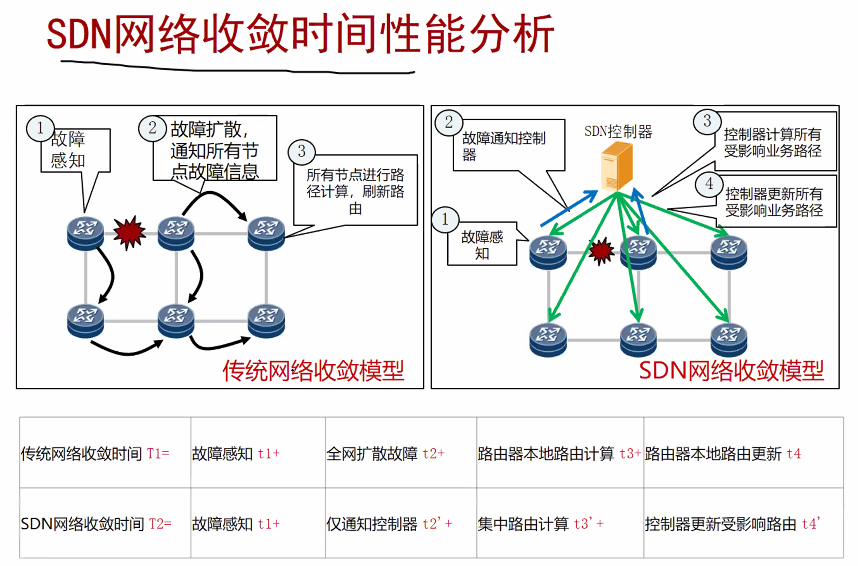 SDN网络收敛时间性能分析
1
故障
感知
2
故障扩散，
通知所有节
点故障信息
3
所有节点进行路
径计算，刷新路
由
传统网络收敛模型
2
故障通知控制
器
SDN控制器
3
控制器计算所有
受影响业务路径
4
控制器更新所有
受影响业务路径
1
故障感
知
SDN网络收敛模型
传统网络收敛时间 T1= 故障感知 t1+ 全网扩散故障 t2+ 路由器本地路由计算 t3+ 路由器本地路由更新 t4
SDN网络收敛时间 T2= 故障感知 t1+ 仅通知控制器 t2'+ 集中路由计算 t3'+ 控制器更新受影响路由 t4'